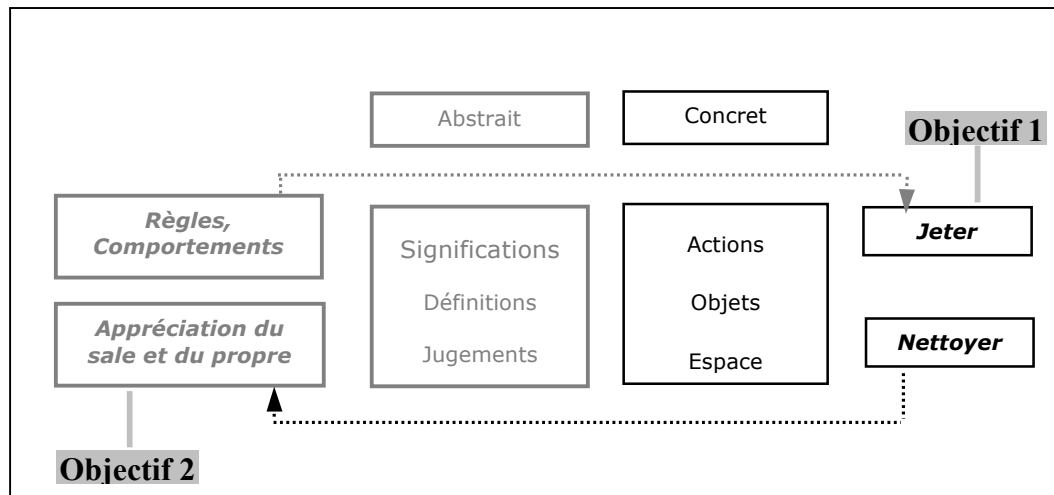 Abstrait
Concret
Objectif 1
Règles,
Comportements
Significations
Définitions
Jugements
Actions
Objets
Espace
Jeter
Appréciation du
sale et du propre
Nettoyer
Objectif 2